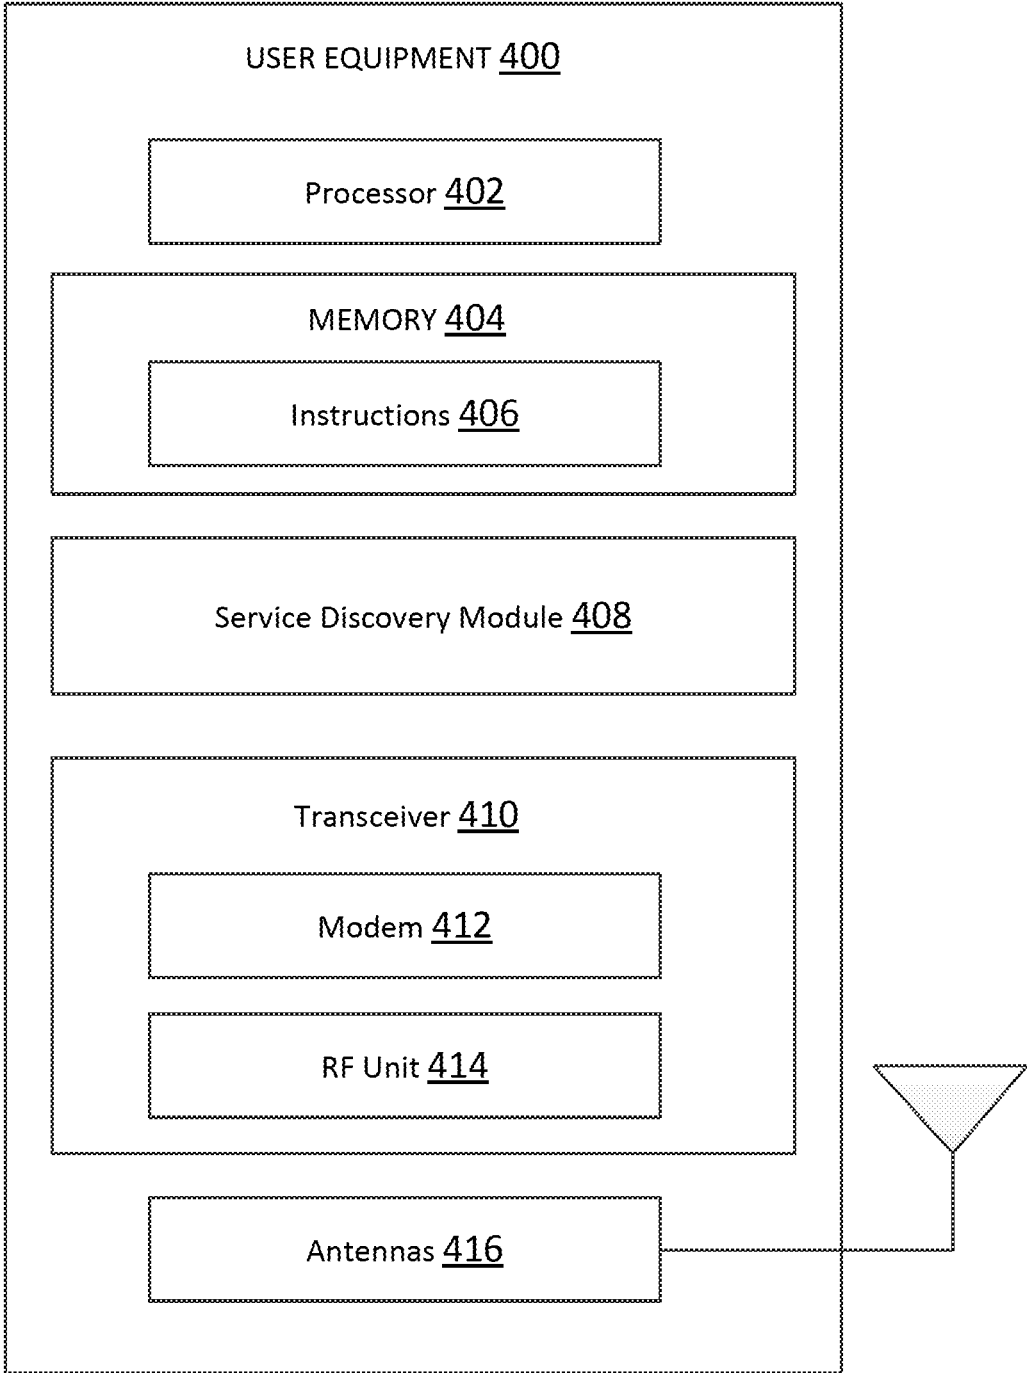 USER EQUIPMENT 400
Processor 402
MEMORY 404
Instructions 406
Service Discovery Module 408
Transceiver 410
Modem 412
RF Unit 414
Antennas 416